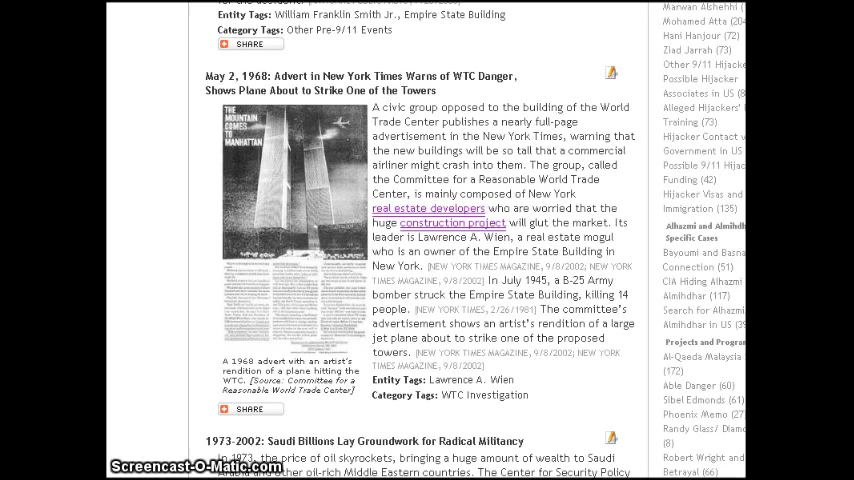 Entity Tags: William Franklin Smith Jr., Empire State Building
Category Tags: Other Pre-9/11 Events
SHARE
May 2, 1968: Advert in New York Times Warns of WTC Danger,
Shows Plane About to Strike One of the Towers
THE
MOUNTAIN
COMES
TO
MANHATTAN
A civic group opposed to the building of the World
Trade Center publishes a nearly full-page
advertisement in the New York Times, warning that
the new buildings will be so tall that a commercial
airliner might crash into them. The group, called
the Committee for a Reasonable World Trade
Center, is mainly composed of New York
real estate developers who are worried that the
huge construction project will glut the market. Its
leader is Lawrence A. Wien, a real estate mogul
who is an owner of the Empire State Building in
New York. [NEW YORK TIMES MAGAZINE, 9/8/2002; NEW YORK
TIMES MAGAZINE, 9/8/2002] In July 1945, a B-25 Army
bomber struck the Empire State Building, killing 14
people. [NEW YORK TIMES, 2/26/1981] The committee's
advertisement shows an artist's rendition of a large
jet plane about to strike one of the proposed
towers. [NEW YORK TIMES MAGAZINE, 9/8/2002; NEW YORK
TIMES MAGAZINE, 9/8/2002]
Entity Tags: Lawrence A. Wien
Category Tags: WTC Investigation
A 1968 advert with an artist's
rendition of a plane hitting the
WTC. [Source: Committee for a
Reasonable World Trade Center]
SHARE
1973-2002: Saudi Billions Lay Groundwork for Radical Militancy
In 1973, the price of oil skyrockets, bringing a huge amount of wealth to Saudi
Arabia and other oil-rich Middle Eastern countries. The Center for Security Policy
Marwan Alshehhi
Mohamed Atta (204
Hani Hanjour (72)
Ziad Jarrah (73)
Other 9/11 Hijacker
Possible Hijacker
Associates in US (8
Alleged Hijackers'
Training (73)
Hijacker Contact w
Government in US
Possible 9/11 Hijac
Funding (42)
Hijacker Visas and
Immigration (135)
Alhazmi and Almihdh
Specific Cases
Bayoumi and Basna
Connection (51)
CIA Hiding Alhazmi
Almihdhar (117)
Search for Alhazmi
Almihdhar in US (39
Projects and Program
Al-Qaeda Malaysia
(172)
Able Danger (60)
Sibel Edmonds (61)
Phoenix Memo (27)
Randy Glass/ Diamo
(8)
Robert Wright and
Betrayal (66)
Screencast-O-Matic.com